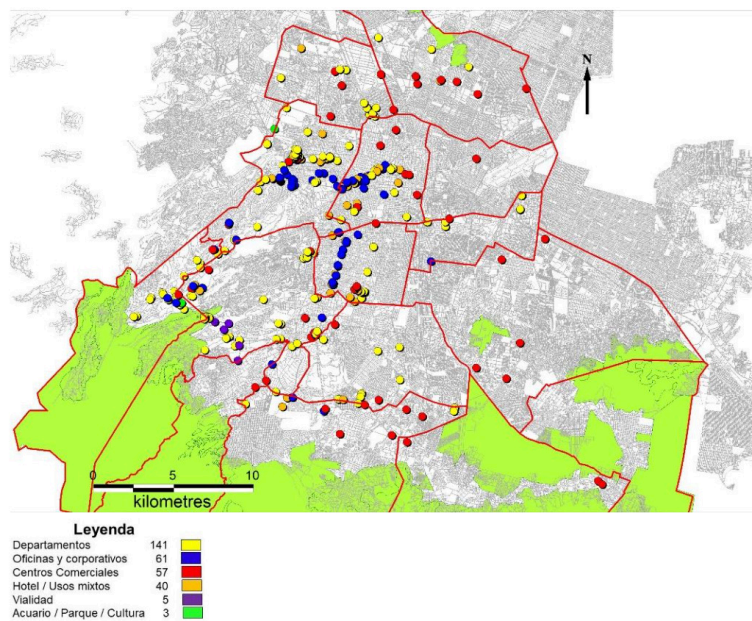 N
0 5 10
kilometres
Leyenda
Departamentos 141
Oficinas y corporativos 61
Centros Comerciales 57
Hotel / Usos mixtos 40
Vialidad 5
Acuario / Parque / Cultura 3